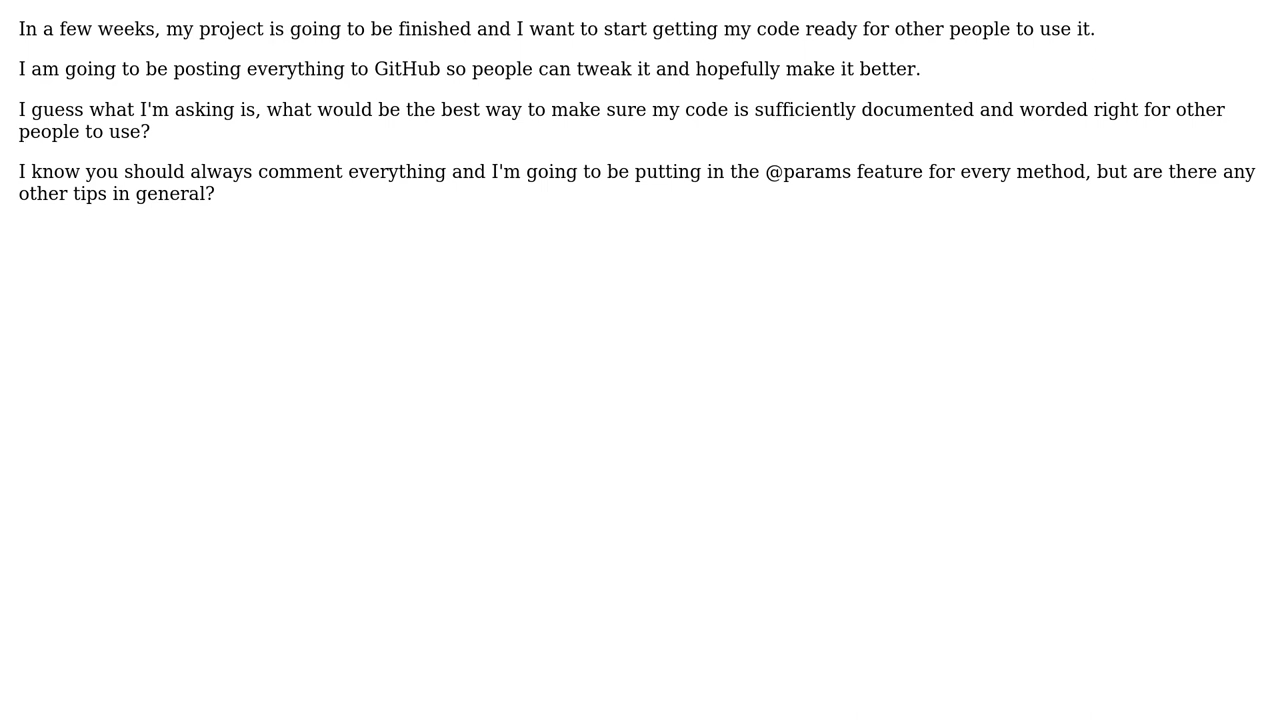 In a few weeks, my project is going to be finished and I want to start getting my code ready for other people to use it.
I am going to be posting everything to GitHub so people can tweak it and hopefully make it better.
I guess what I'm asking is, what would be the best way to make sure my code is sufficiently documented and worded right for other
people to use?
I know you should always comment everything and I'm going to be putting in the @params feature for every method, but are there any
other tips in general?